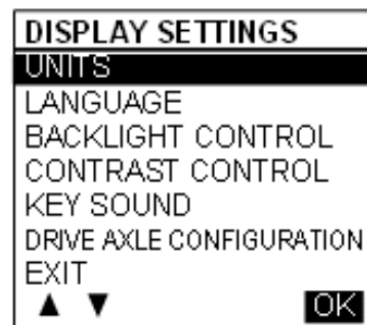 DISPLAY SETTINGS
UNITS
LANGUAGE
BACKLIGHT CONTROL
CONTRAST CONTROL
KEY SOUND
DRIVE AXLE CONFIGURATION
EXIT
▲ ▼ OK